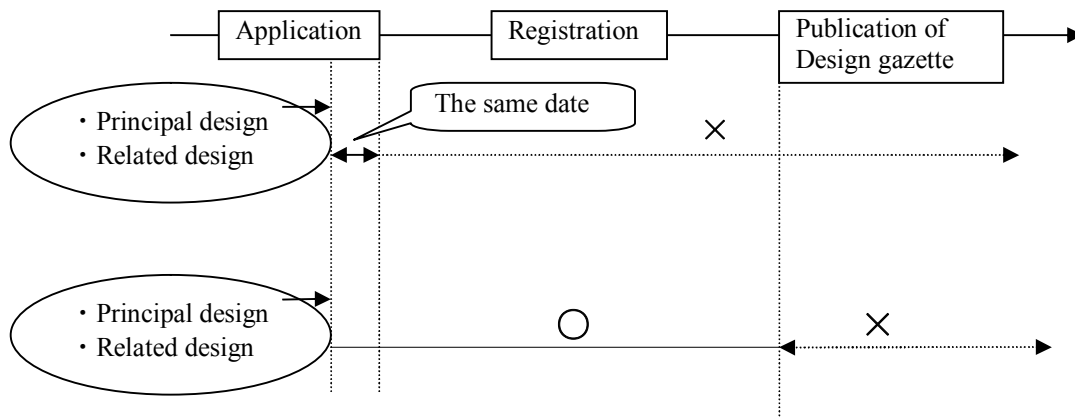 Application
Registration
Publication of
Design gazette
The same date
・Principal design
・Related design
×
・Principal design
・Related design
○
×